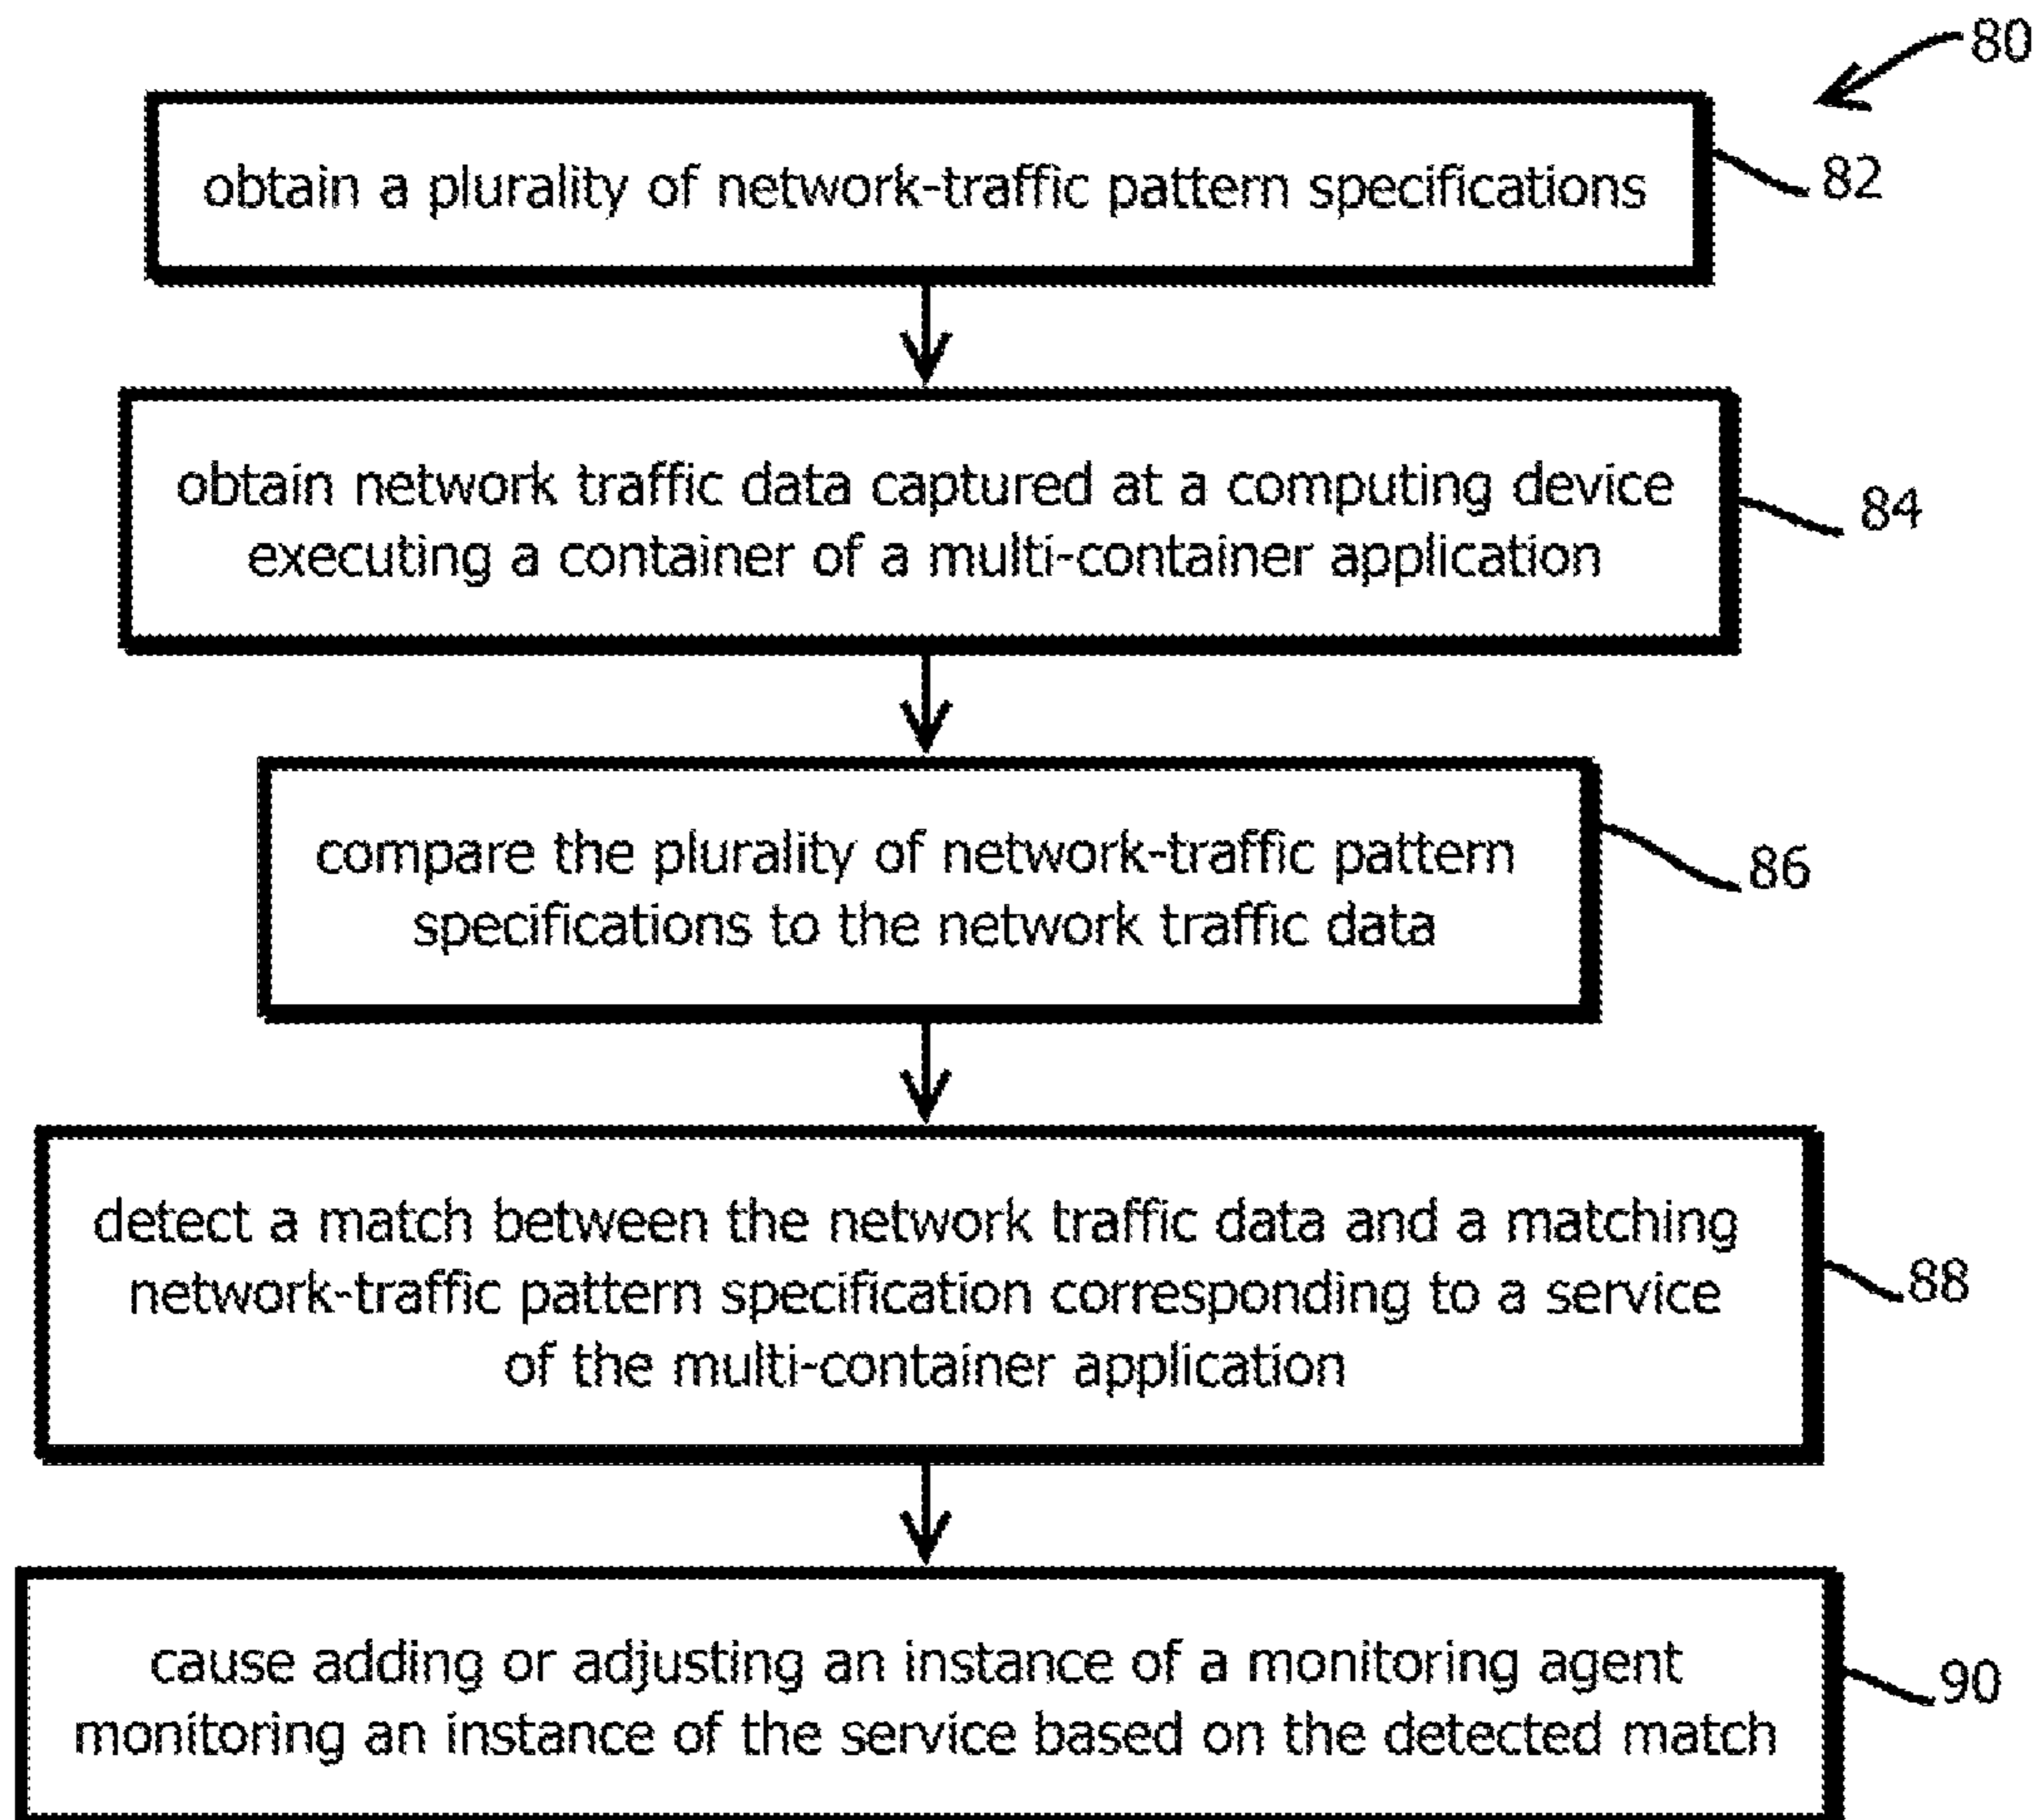 80
obtain a plurality of network-traffic pattern specifications
82
obtain network traffic data captured at a computing device
executing a container of a multi-container application
84
compare the plurality of network-traffic pattern
specifications to the network traffic data
86
detect a match between the network traffic data and a matching
network-traffic pattern specification corresponding to a service
of the multi-container application
88
cause adding or adjusting an instance of a monitoring agent
monitoring an instance of the service based on the detected match
90